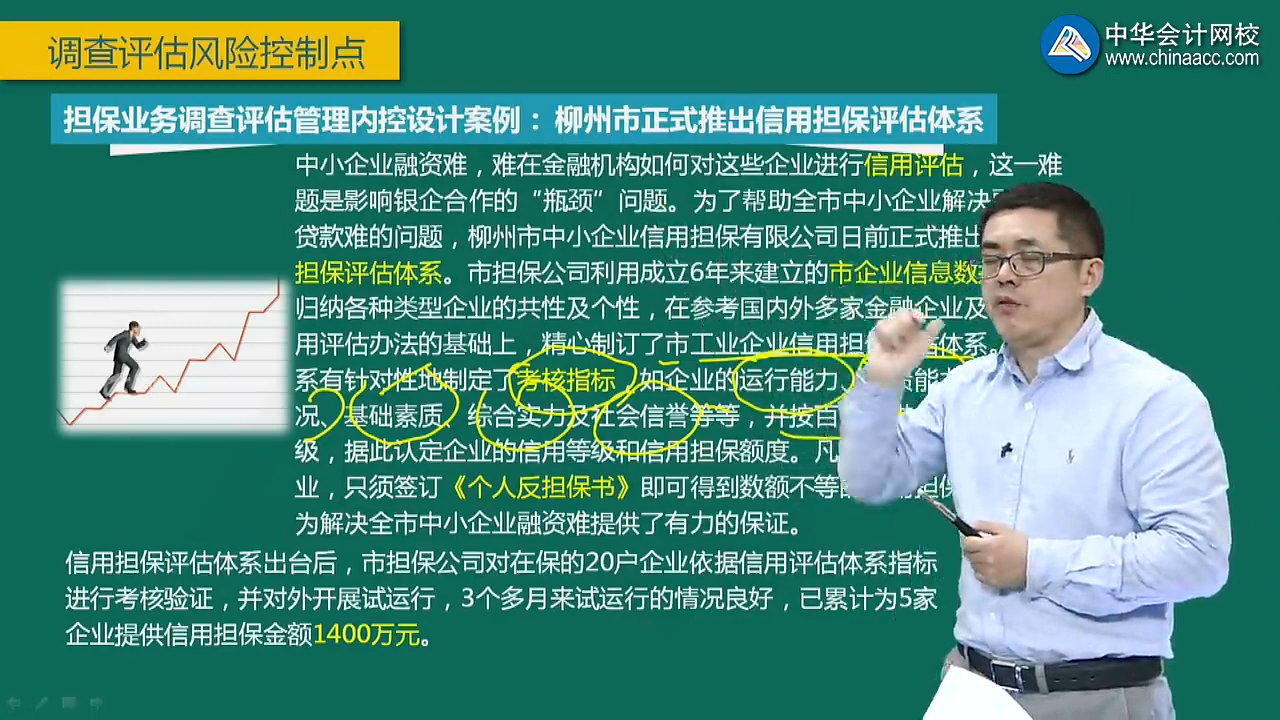 调查评估风险控制点
中华会计网校
www.chinaacc.com
担保业务调查评估管理内控设计案例：柳州市正式推出信用担保评估体系
中小企业融资难，难在金融机构如何对这些企业进行信用评估，这一难
题是影响银企合作的“瓶颈”问题。为了帮助全市中小企业解决
贷款难的问题，柳州市中小企业信用担保有限公司日前正式推出
担保评估体系。市担保公司利用成立6年来建立的市企业信息数
归纳各种类型企业的共性及个性，在参考国内外多家金融企业及
用评估办法的基础上，精心制订了市工业企业信用担保 体系。
系有针对性地制定了考核指标，如企业的运行能力、
况、基础素质、综合实力及社会信誉等等，并按百
级，据此认定企业的信用等级和信用担保额度。凡
业，只须签订《个人反担保书》即可得到数额不等 担保
为解决全市中小企业融资难提供了有力的保证。
信用担保评估体系出台后，市担保公司对在保的20户企业依据信用评估体系指标
进行考核验证，并对外开展试运行，3个多月来试运行的情况良好，已累计为5家
企业提供信用担保金额1400万元。